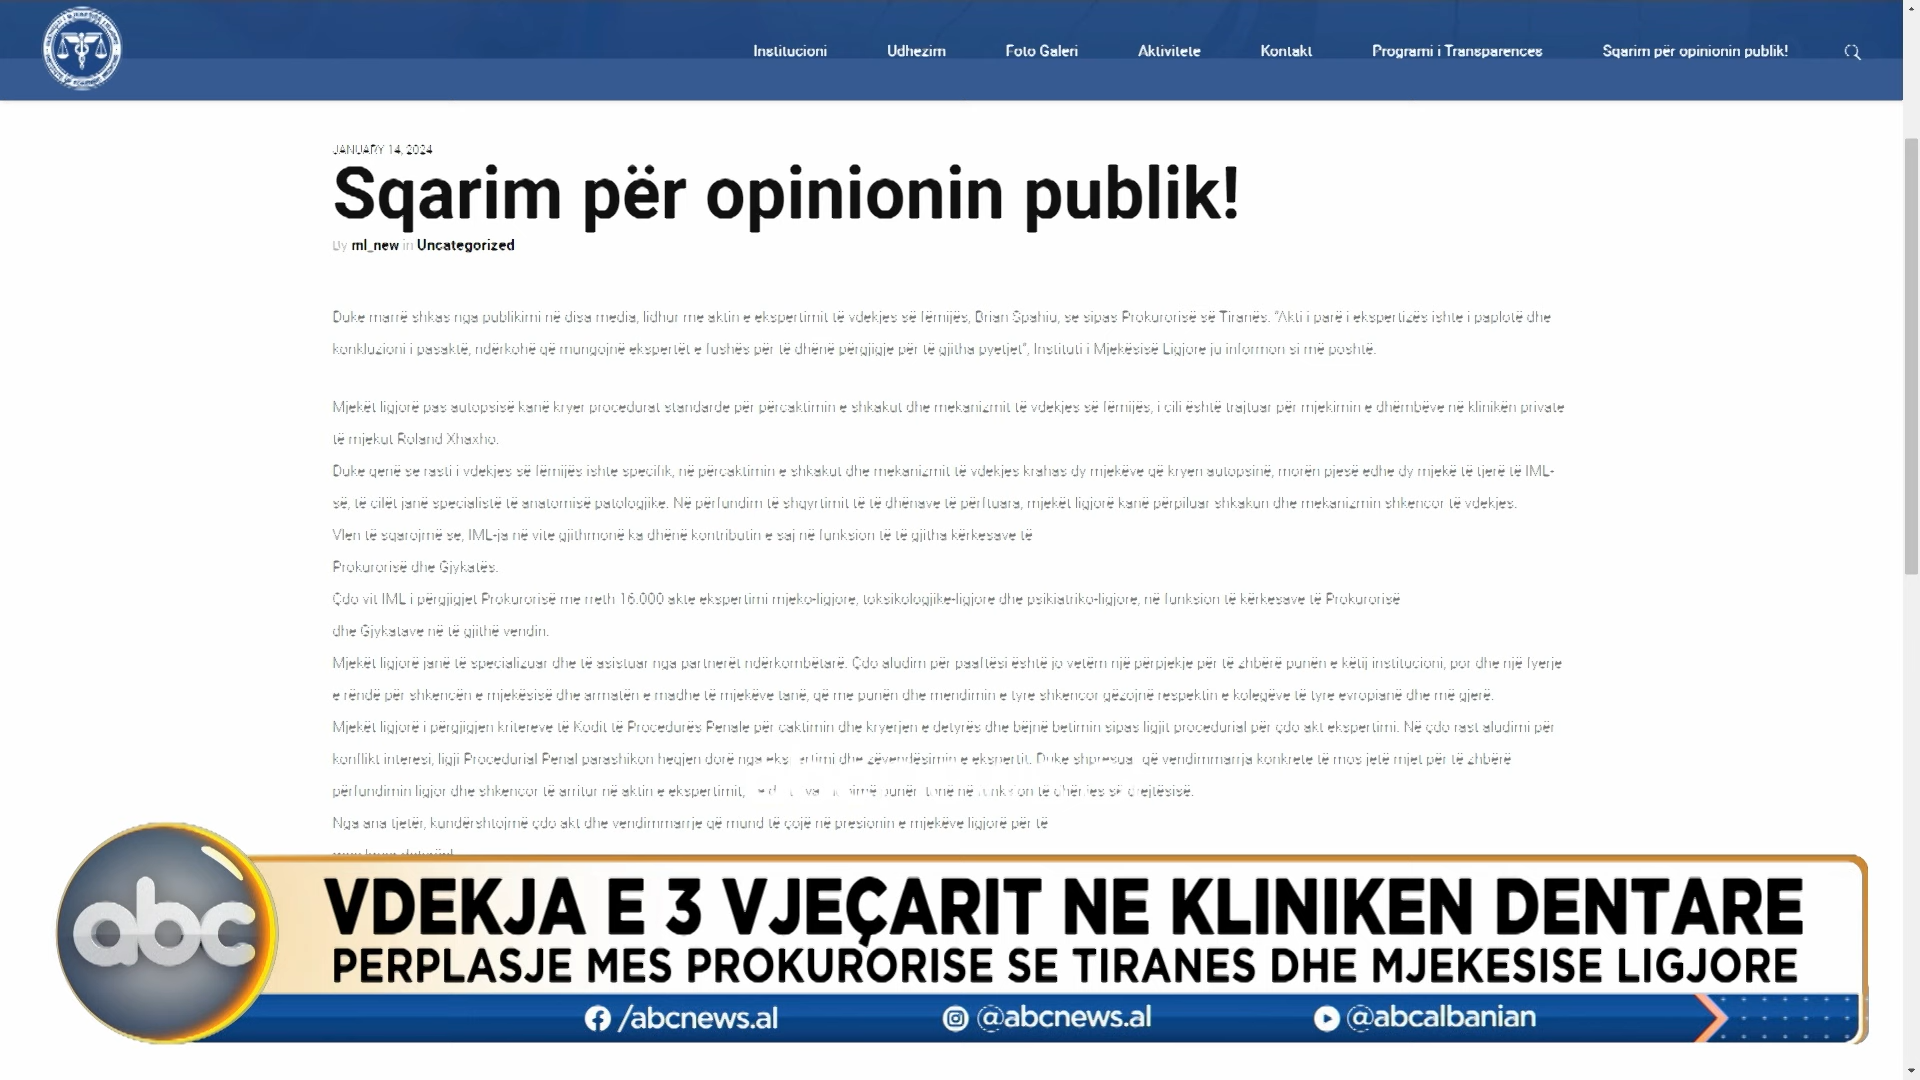 Institucioni Udhezim Foto Galeri Aktivitete Kontakt Programi i Transparences Sqarim për opinionin publik!
JANUARY 14, 2024
Sqarim për opinionin publik!
By ml_new in Uncategorized
Duke marrë shkas nga publikimi në disa media, lidhur me aktin e ekspertimit të vdekjes së fëmijës, Brian Spahiu, se sipas Prokurorisë së Tiranës. “Akti i parë i ekspertizës ishte i paplotë dhe
konkluzioni i pasaktë, ndërkohë që mungojnë ekspertët e fushës për të dhënë përgjigje për të gjitha pyetjet”, Instituti i Mjekësisë Ligjore ju informon si më poshtë.
Mjekët ligjorë pas autopsisë kanë kryer procedurat standarde për përcaktimin e shkakut dhe mekanizmit të vdekjes së fëmijës, i cili është trajtuar për mjekimin e dhëmbëve në klinikën private
të mjekut Roland Xhaxho.
Duke qenë se rasti i vdekjes së fëmijës ishte specifik, në përcaktimin e shkakut dhe mekanizmit të vdekjes krahas dy mjekëve që kryen autopsinë, morën pjesë edhe dy mjekë të tjerë të IML-
së, të cilët janë specialistë të anatomisë patologjike. Në përfundim të shqyrtimit të të dhënave të përftuara, mjekët ligjorë kanë përpiluar shkakun dhe mekanizmin shkencor të vdekjes.
Vlen të sqarojmë se, IML-ja në vite gjithmonë ka dhënë kontributin e saj në funksion të të gjitha kërkesave të
Prokurorisë dhe Gjykatës.
Çdo vit IML i përgjigjet Prokurorisë me rreth 16.000 akte ekspertimi mjeko-ligjore, toksikologjike-ligjore dhe psikiatriko-ligjore, në funksion të kërkesave të Prokurorisë
dhe Gjykatave në të gjithë vendin.
Mjekët ligjorë janë të specializuar dhe të asistuar nga partnerët ndërkombëtarë. Çdo aludim për paaftësi është jo vetëm një përpjekje për të zhbërë punën e këtij institucioni, por dhe një fyerje
e rëndë për shkencën e mjekësisë dhe armatën e madhe të mjekëve tanë, që me punën dhe mendimin e tyre shkencor gëzojnë respektin e kolegëve të tyre evropianë dhe më gjerë.
Mjekët ligjorë i përgjigjen kritereve të Kodit të Procedurës Penale për caktimin dhe kryerjen e detyrës dhe bëjnë betimin sipas ligjit procedurial për çdo akt ekspertimi. Në çdo rast aludimi për
konflikt interesi, ligji Procedurial Penal parashikon heqjen dorë nga ekspertimi dhe zëvendësimin e ekspertit. Duke shpresuar që vendimmarrja konkrete të mos jetë mjet për të zhbërë
përfundimin ligjor dhe shkencor të arritur në aktin e ekspertimit, punën tonë në funksion të dhënies së drejtësisë.
Nga ana tjetër, kundërshtojmë çdo akt dhe vendimmarrje që mund të çojë në presionin e mjekëve ligjorë për të
abc
VDEKJA E 3 VJEÇARIT NE KLINIKEN DENTARE
PERPLASJE MES PROKURORISE SE TIRANES DHE MJEKESISE LIGJORE
/abcnews.al @abcnews.al @abcalbanian